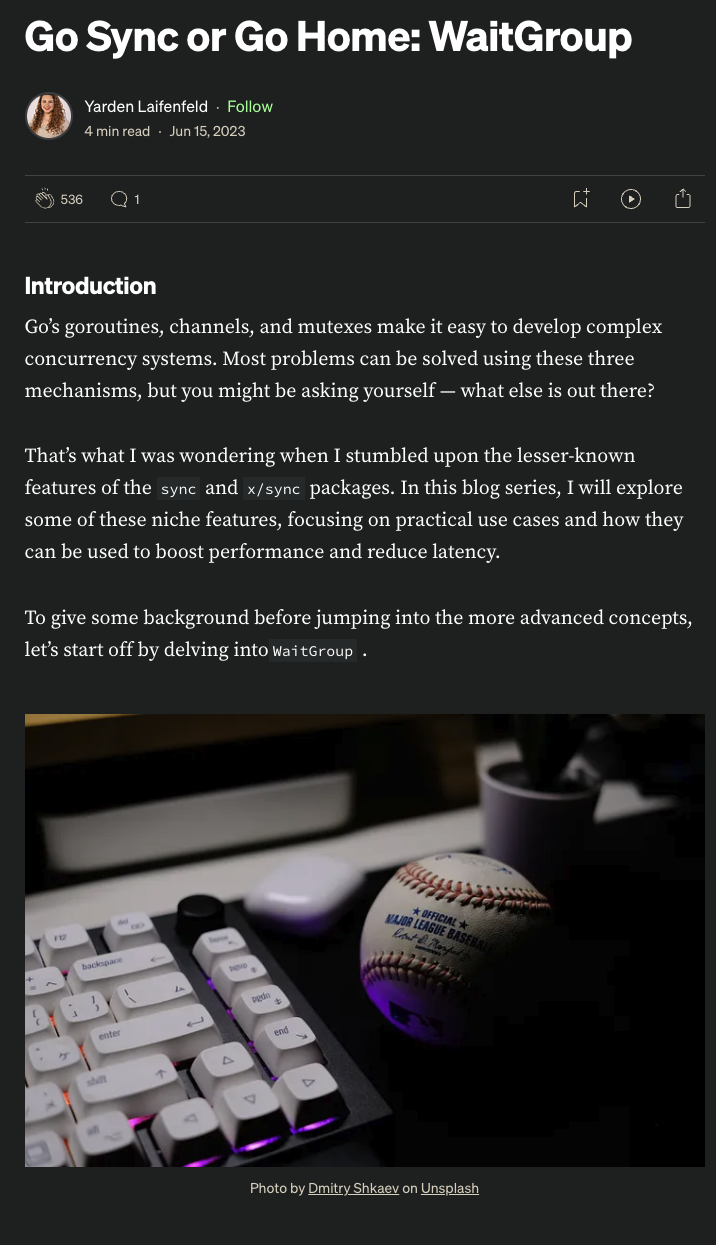 Go Sync or Go Home: WaitGroup
Yarden Laifenfeld · Follow
4 min read · Jun 15, 2023
536 1
Introduction
Go’s goroutines, channels, and mutexes make it easy to develop complex
concurrency systems. Most problems can be solved using these three
mechanisms, but you might be asking yourself — what else is out there?
That’s what I was wondering when I stumbled upon the lesser-known
features of the sync and x/sync packages. In this blog series, I will explore
some of these niche features, focusing on practical use cases and how they
can be used to boost performance and reduce latency.
To give some background before jumping into the more advanced concepts,
let’s start off by delving into WaitGroup .
OFFICIAL
MAJOR LEAGUE BASEBALL
F12
del
backspace
pgup
pgdn
enter
end
shift
alt
Photo by Dmitry Shkaev on Unsplash